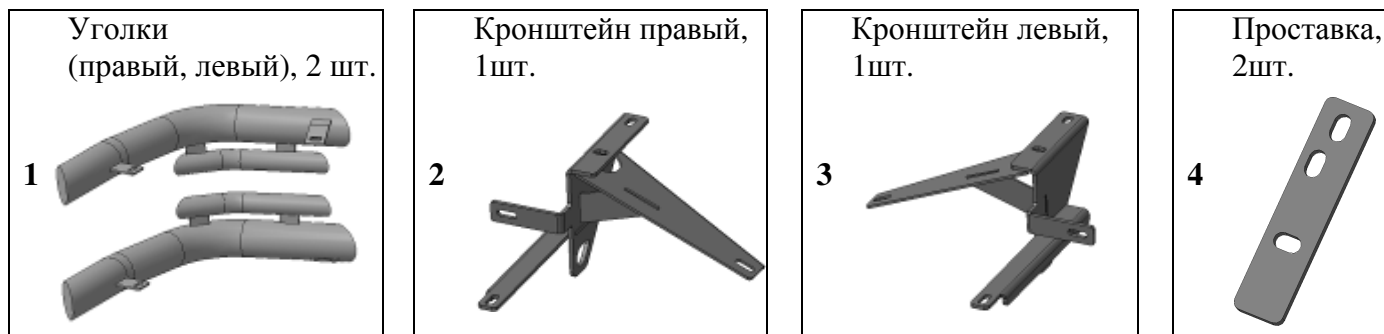 Уголки
(правый, левый), 2 шт.
1
Кронштейн правый,
1шт.
2
Кронштейн левый,
1шт.
3
Проставка,
2шт.
4